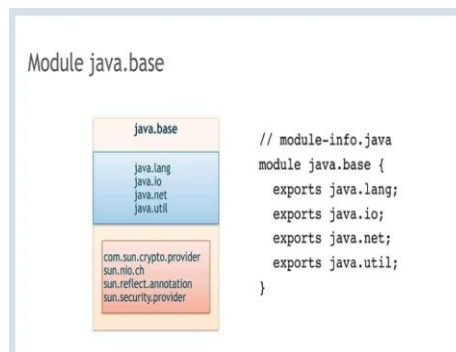 Module java.base
java.base
java.lang
java.io
java.net
java.util
com.sun.crypto.provider
sun.nio.ch
sun.reflect.annotation
sun.security.provider
// module-info.java
module java.base {
exports java.lang;
exports java.io;
exports java.net;
exports java.util;
}